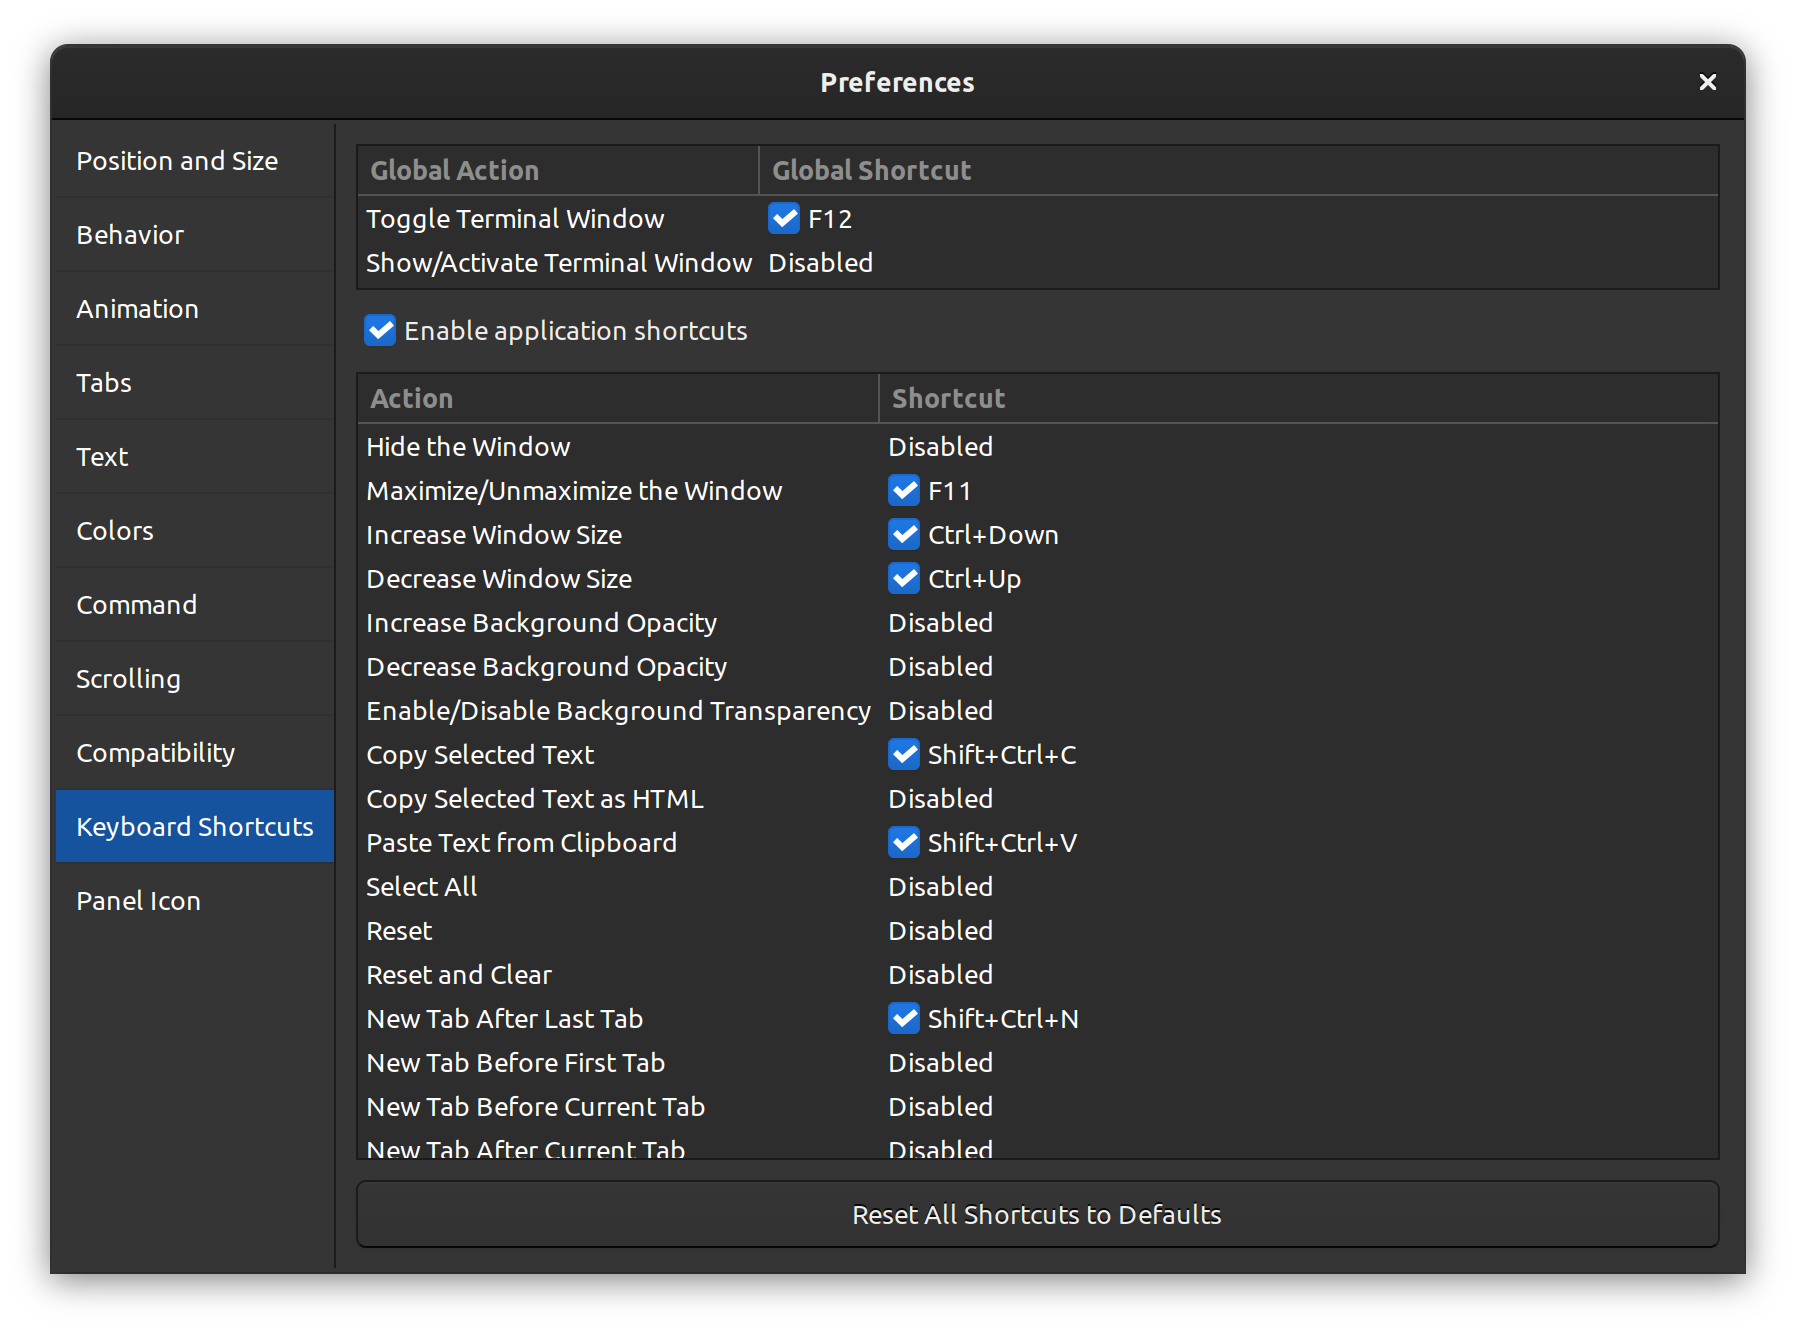 Preferences
Position and Size
Behavior
Animation
Tabs
Text
Colors
Command
Scrolling
Compatibility
Keyboard Shortcuts
Panel Icon
Global Action Global Shortcut
Toggle Terminal Window F12
Show/Activate Terminal Window Disabled
Enable application shortcuts
Action Shortcut
Hide the Window Disabled
Maximize/Unmaximize the Window F11
Increase Window Size Ctrl+Down
Decrease Window Size Ctrl+Up
Increase Background Opacity Disabled
Decrease Background Opacity Disabled
Enable/Disable Background Transparency Disabled
Copy Selected Text Shift+Ctrl+C
Copy Selected Text as HTML Disabled
Paste Text from Clipboard Shift+Ctrl+V
Select All Disabled
Reset Disabled
Reset and Clear Disabled
New Tab After Last Tab Shift+Ctrl+N
New Tab Before First Tab Disabled
New Tab Before Current Tab Disabled
New Tab After Current Tab Disabled
Reset All Shortcuts to Defaults